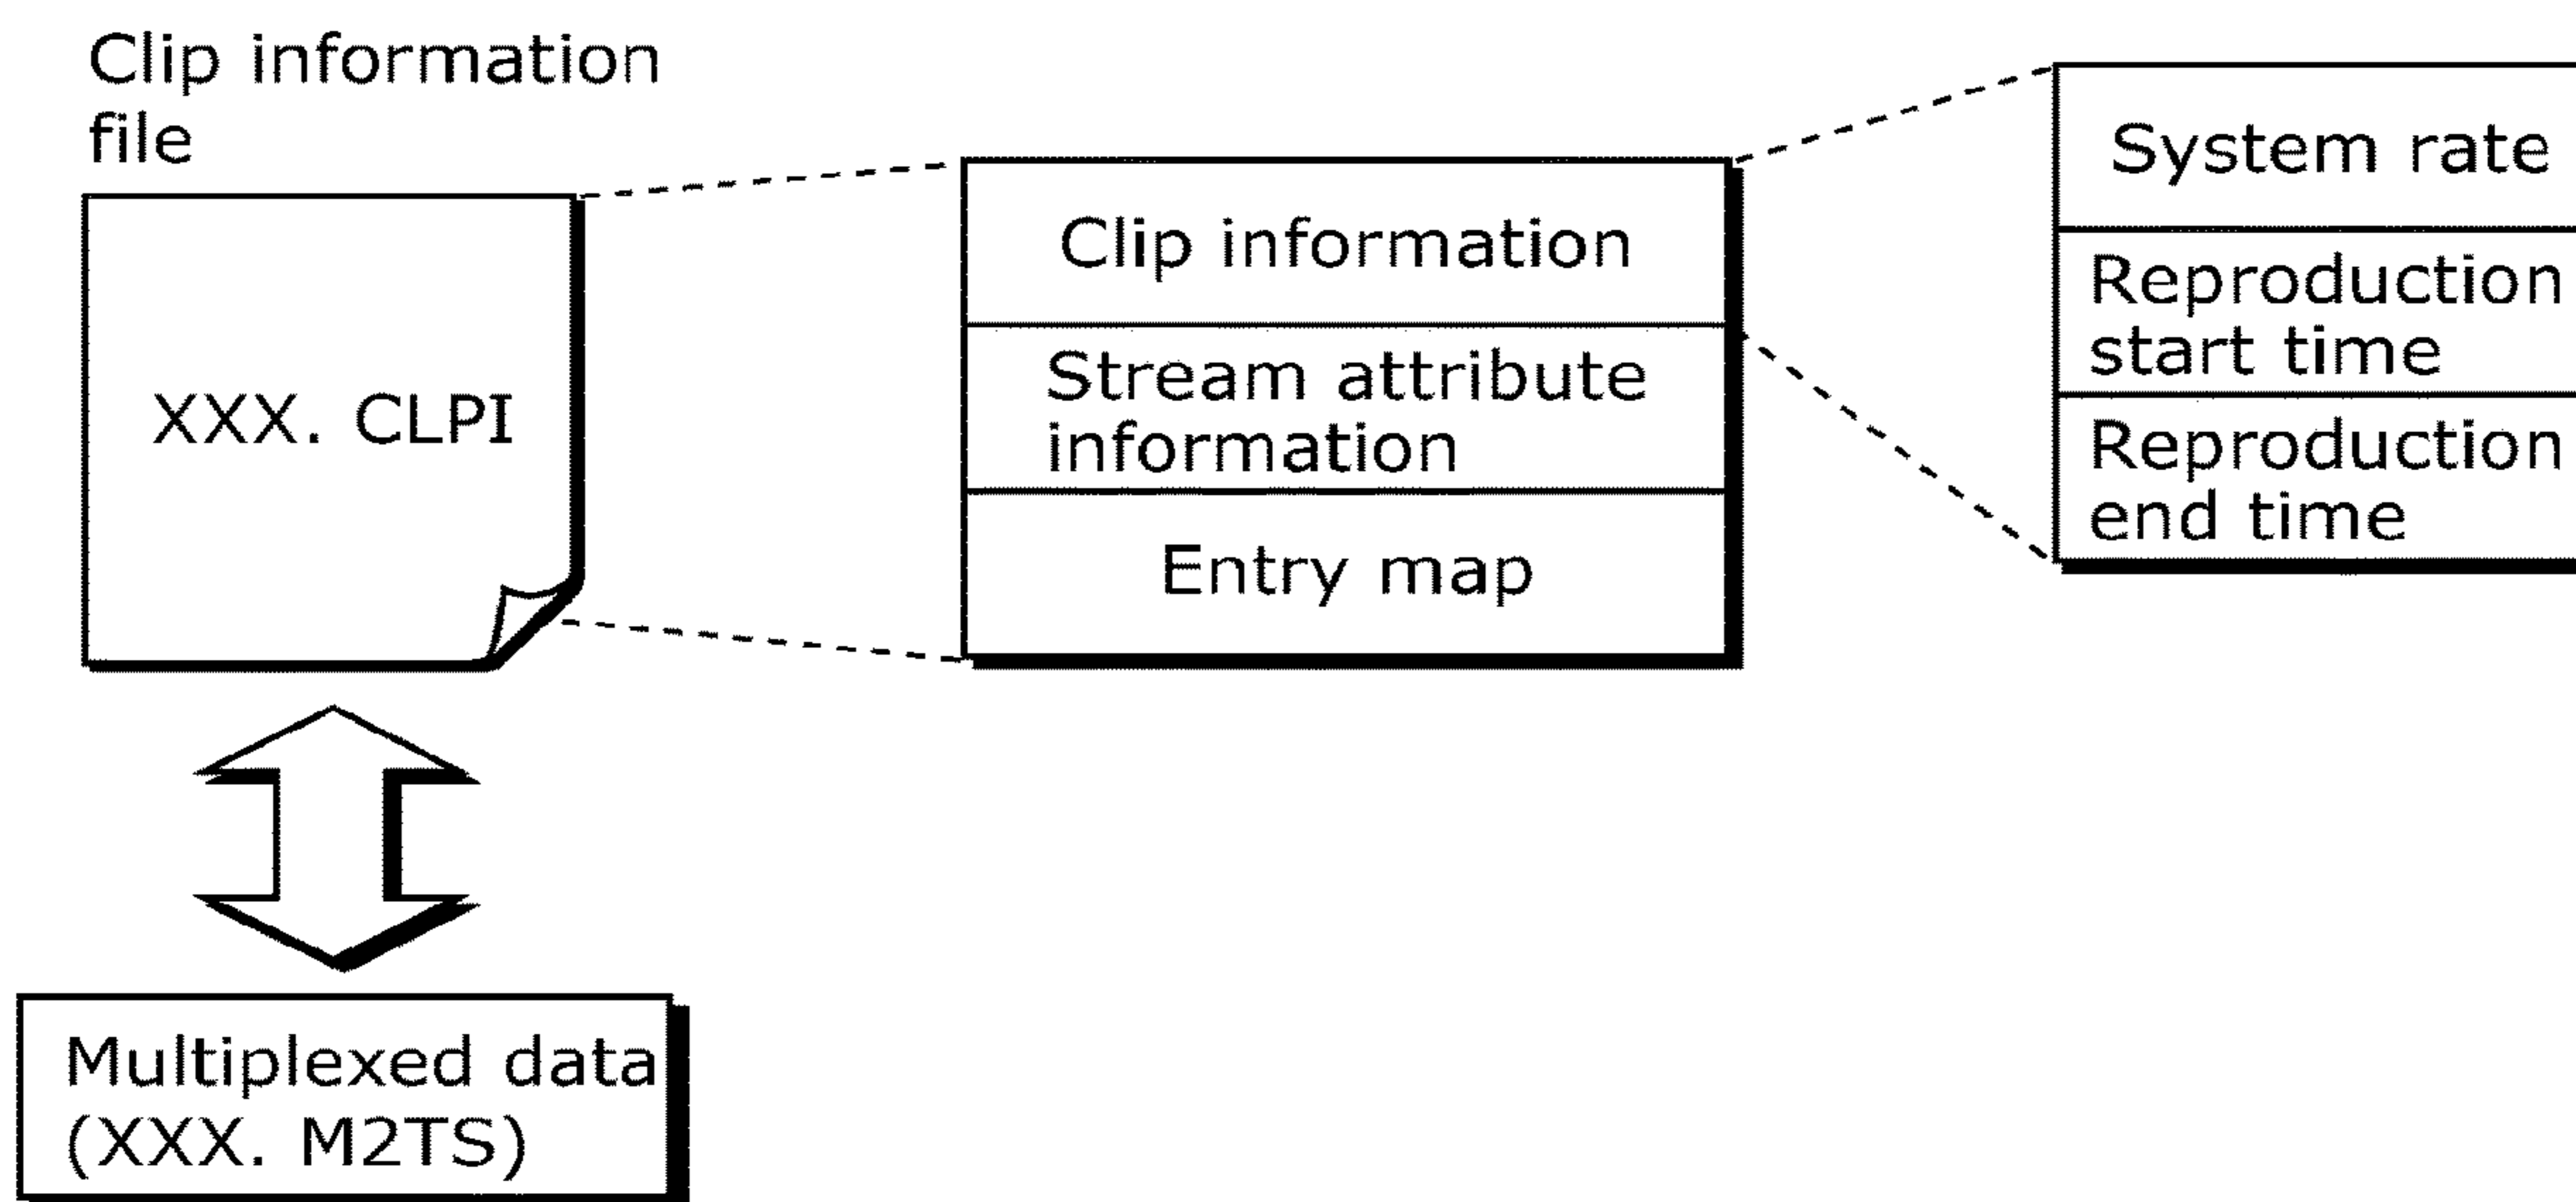 Clip information
file
XXX. CLPI
Multiplexed data
(XXX. M2TS)
Clip information
Stream attribute
information
Entry map
System rate
Reproduction
start time
Reproduction
end time